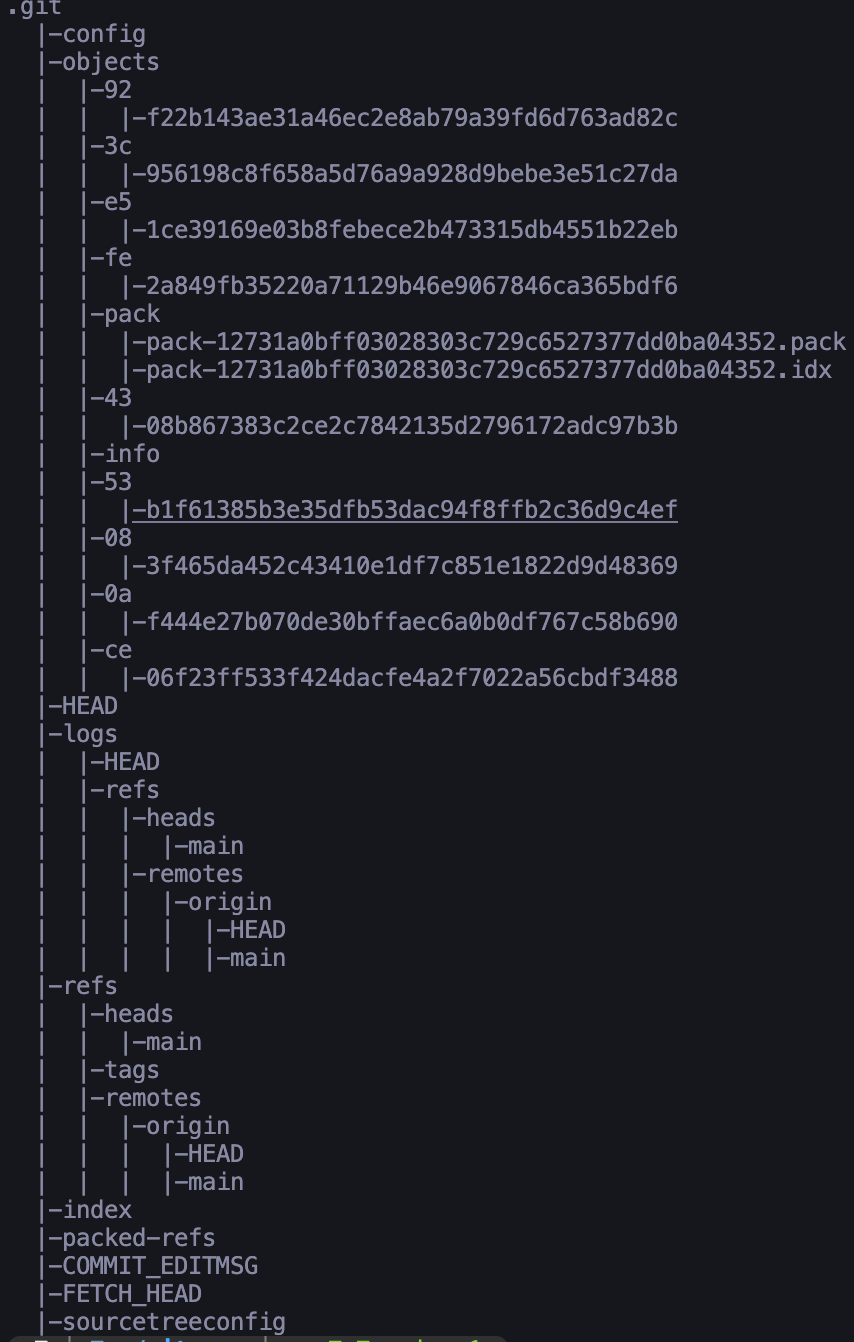 .git
|-config
|-objects
| |-92
| | |-f22b143ae31a46ec2e8ab79a39fd6d763ad82c
| |-3c
| | |-956198c8f658a5d76a9a928d9bebe3e51c27da
| |-e5
| | |-1ce39169e03b8febece2b473315db4551b22eb
| |-fe
| | |-2a849fb35220a71129b46e9067846ca365bdf6
| |-pack
| | |-pack-12731a0bff03028303c729c6527377dd0ba04352.pack
| | |-pack-12731a0bff03028303c729c6527377dd0ba04352.idx
| |-43
| | |-08b867383c2ce2c7842135d2796172adc97b3b
| |-info
| |-53
| | |-b1f61385b3e35dfb53dac94f8ffb2c36d9c4ef
| |-08
| | |-3f465da452c43410e1df7c851e1822d9d48369
| |-0a
| | |-f444e27b070de30bffaec6a0b0df767c58b690
| |-ce
| | |-06f23ff533f424dacfe4a2f7022a56cbdf3488
|-HEAD
|-logs
| |-HEAD
| |-refs
| | |-heads
| | | |-main
| | |-remotes
| | | |-origin
| | | | |-HEAD
| | | | |-main
|-refs
| |-heads
| | |-main
| |-tags
| |-remotes
| | |-origin
| | | |-HEAD
| | | |-main
|-index
|-packed-refs
|-COMMIT_EDITMSG
|-FETCH_HEAD
|-sourcetreeconfig